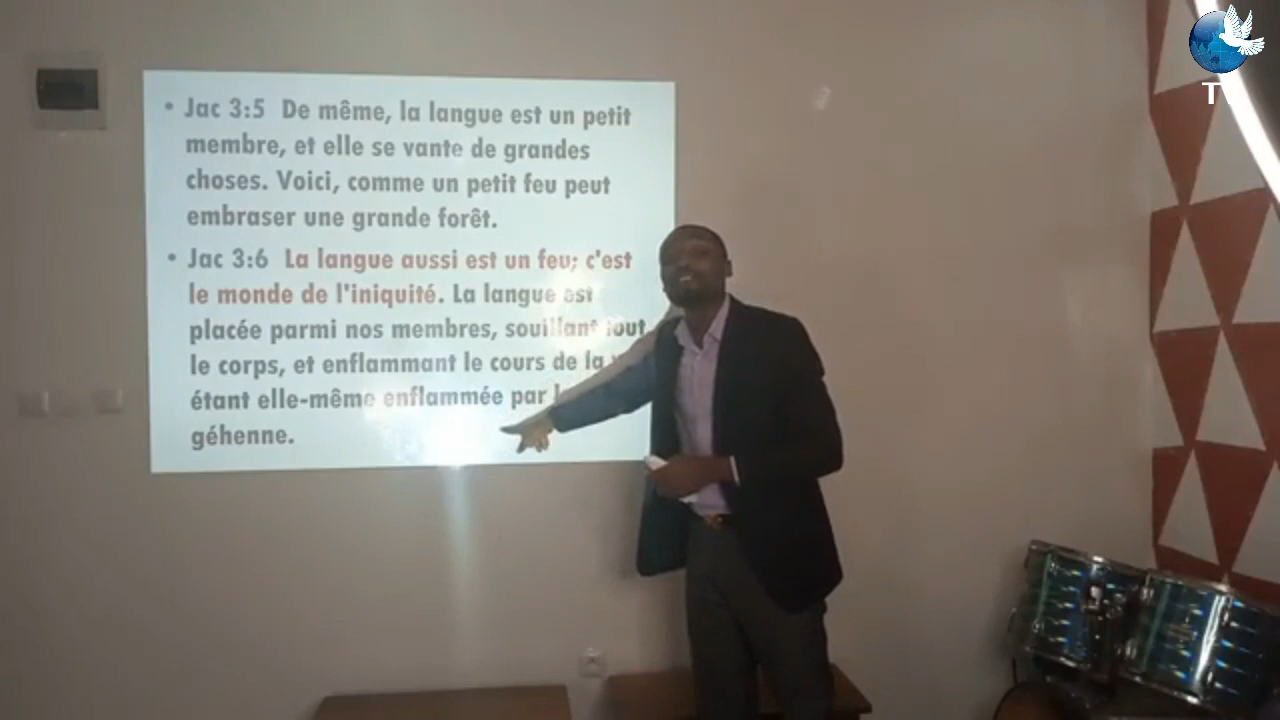 • Jac 3:5 De même, la langue est un petit
membre, et elle se vante de grandes
choses. Voici, comme un petit feu peut
embraser une grande forêt.
• Jac 3:6 La langue aussi est un feu; c'est
le monde de l'iniquité. La langue est
placée parmi nos membres, souillant tout
le corps, et enflammant le cours de la
étant elle-même enflammée par
géhenne.